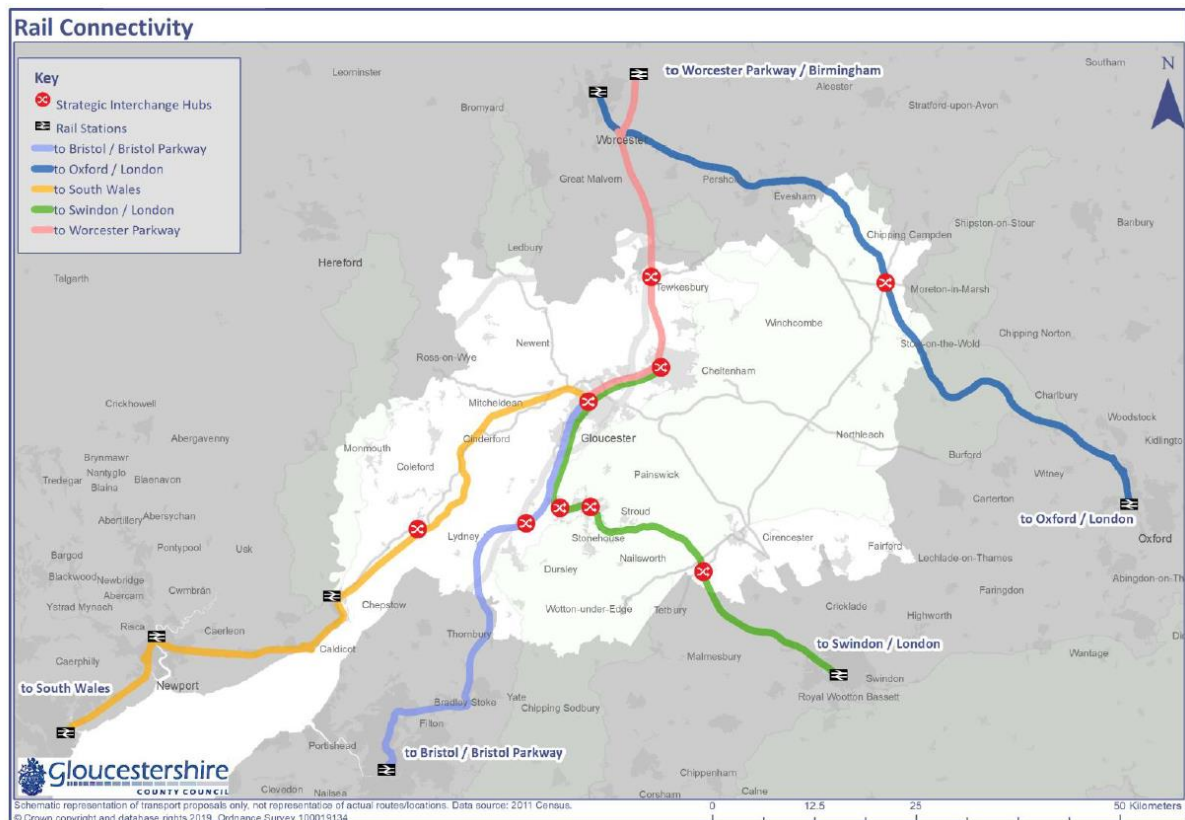 Rail Connectivity
Key
Strategic Interchange Hubs
Rail Stations
to Bristol / Bristol Parkway
to Oxford / London
to South Wales
to Swindon / London
to Worcester Parkway
N
to Worcester Parkway / Birmingham
Leominster
Southam
Alcester
Bromyard
Stratford-upon-Avon
Worcester
Great Malvern
Pershore
Evesham
Shipston-on-Stour
Banbury
Chipping Campden
Ledbury
Hereford
Talgarth
Tewkesbury
Moreton-in-Marsh
Winchcombe
Newent
Stow-on-the-Wold
Chipping Norton
Ross-on-Wye
Cheltenham
Mitcheldean
Charlbury
Crickhowell
Woodstock
Abergavenny
Cinderford
Gloucester
Northleach
Kidlington
Monmouth
Brynmawr
Coleford
Burford
Nantyglo
Painswick
Witney
Tredegar
Blaenavon
Blaina
Carterton
Abertillery
Abersychan
Stroud
to Oxford / London
Lydney
Stonehouse
Cirencester
Oxford
Pontypool
Usk
Nailsworth
Fairford
Bargod
Lechlade-on-Thames
Dursley
Abingdon-on-Th
Blackwood
Newbridge
Cwmbrân
Faringdon
Abercarn
Chepstow
Wotton-under-Edge
Tetbury
Cricklade
Ystrad Mynach
Highworth
Risca
Caerleon
Thornbury
to Swindon / London
Caldicot
Malmesbury
Wantage
Caerphilly
Swindon
to South Wales
Newport
Royal Wootton Bassett
Yate
Bradley Stoke
Chipping Sodbury
Filton
Portishead
to Bristol / Bristol Parkway
Gloucestershire
COUNTY COUNCIL
Chippenham
Clevedon
Nailsea
Corsham
Calne
Schematic representation of transport proposals only, not representation of actual routes/locations. Data source: 2011 Census.
0 12.5 25 50 Kilometers
© Crown copyright and database rights 2019. Ordnance Survey 100019134